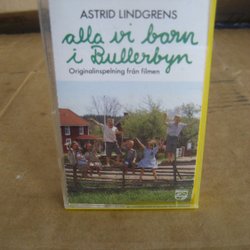 ASTRID LINDGRENS
alla vi barn
i Bullerbyn
Originalinspelning från filmen